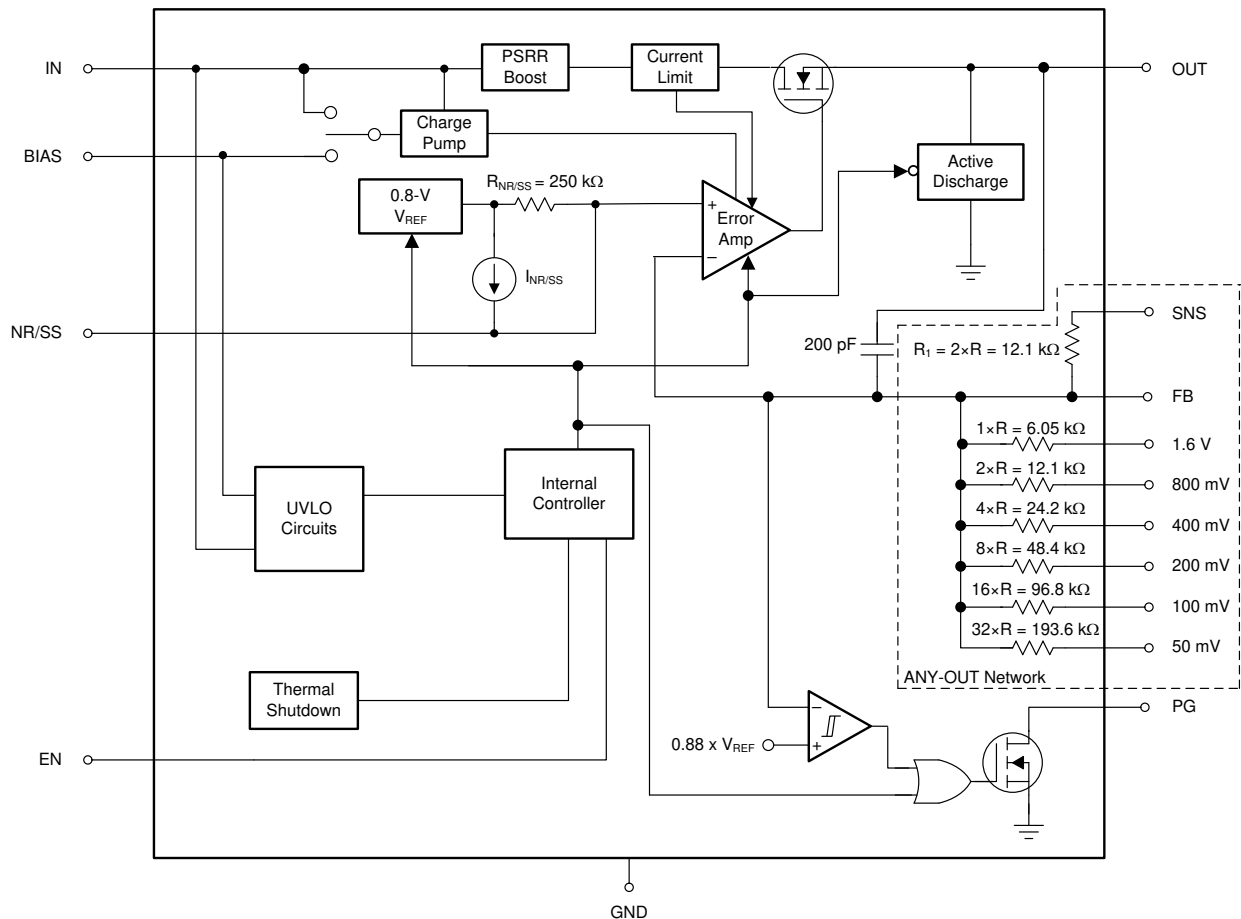 IN
PSRR
Boost
Current
Limit
OUT
Charge
Pump
BIAS
Active
Discharge
0.8-V
VREF
RNR/SS = 250 kΩ
+
Error
Amp
−
INR/SS
NR/SS
SNS
200 pF
R1 = 2×R = 12.1 kΩ
FB
1×R = 6.05 kΩ
1.6 V
2×R = 12.1 kΩ
800 mV
4×R = 24.2 kΩ
400 mV
8×R = 48.4 kΩ
200 mV
16×R = 96.8 kΩ
100 mV
32×R = 193.6 kΩ
50 mV
ANY-OUT Network
UVLO
Circuits
Internal
Controller
Thermal
Shutdown
PG
−
0.88 x VREF
+
EN
GND